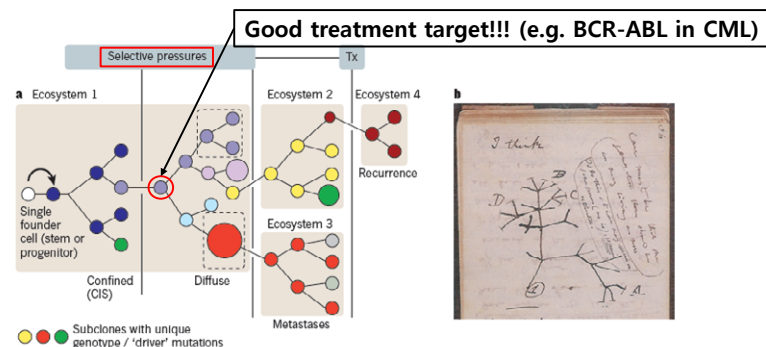 Good treatment target!!! (e.g. BCR-ABL in CML)
Selective pressures
Tx
a Ecosystem 1
Ecosystem 2
Ecosystem 4
b
Recurrence
Single
founder
cell (stem or
progenitor)
Ecosystem 3
Confined
(CIS)
Diffuse
Metastases
Subclones with unique
genotype / ‘driver’ mutations
I think